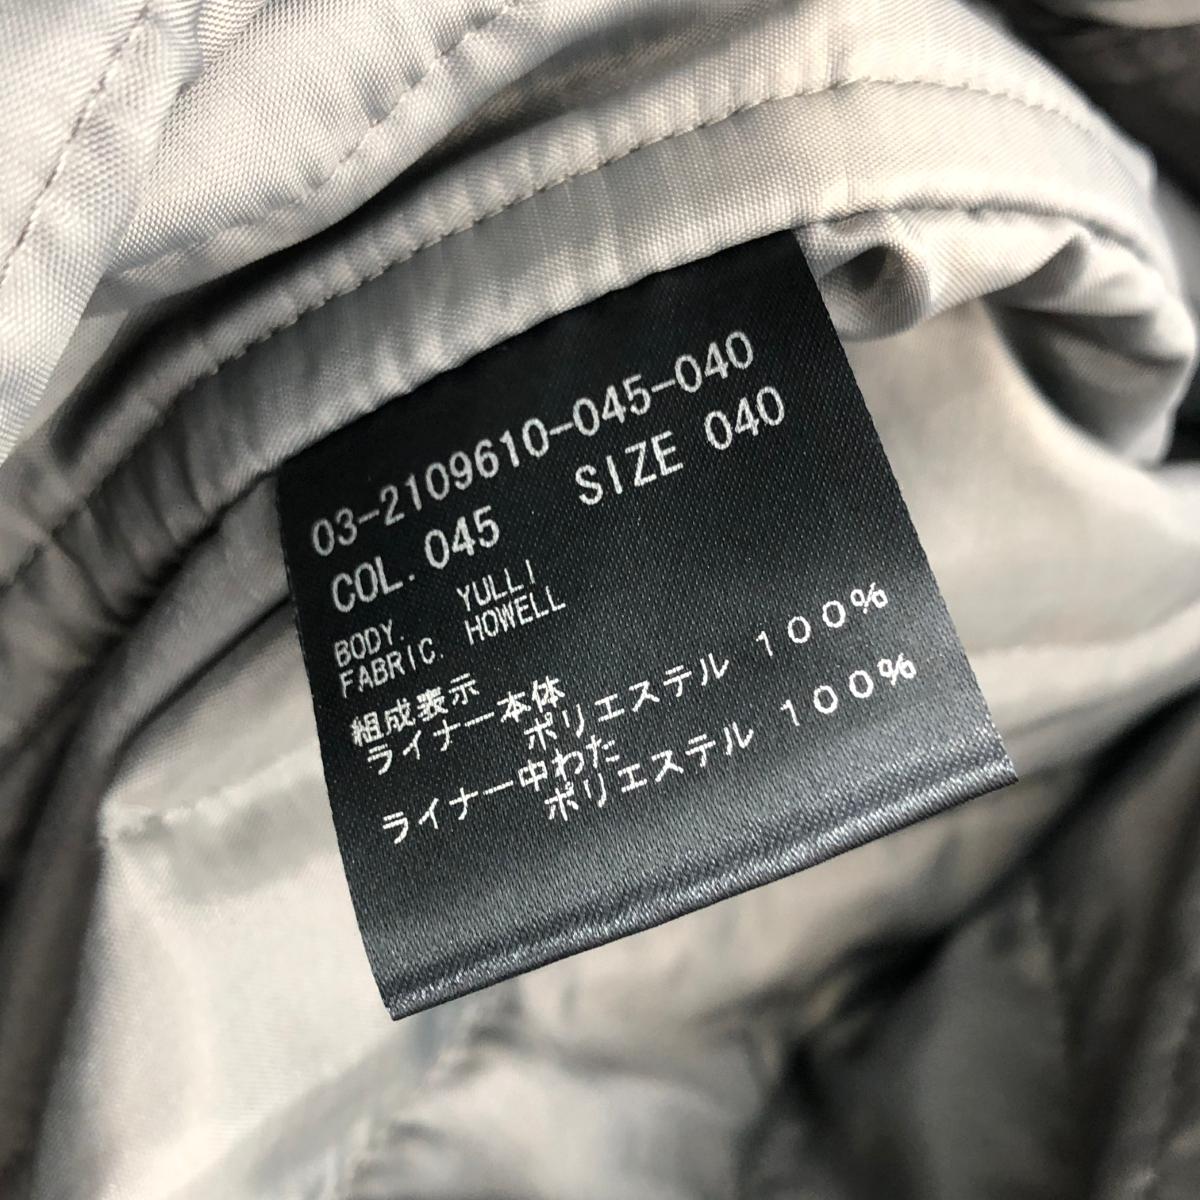 03-2109610-045-040
COL. 045 SIZE 040
BODY. YULLI
FABRIC. HOWELL
組成表示
ライナー本体
ポリエステル 100%
ライナー中わた
ポリエステル 100%